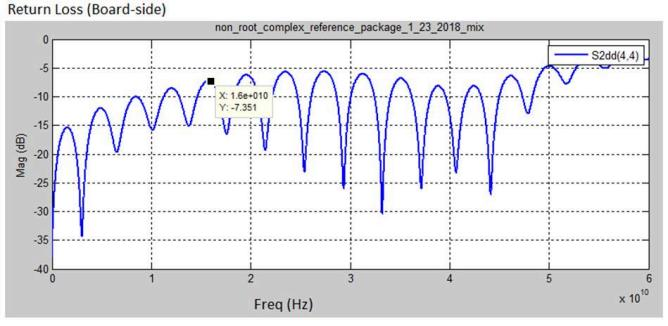 Return Loss (Board-side)
non_root_complex_reference_package_1_23_2018_mix
S2dd(4,4)
X: 1.6e+010
Y: -7.351
Mag (dB)
0
-5
-10
-15
-20
-25
-30
-35
-40
0
1
2
3
4
5
6
x 10^10
Freq (Hz)